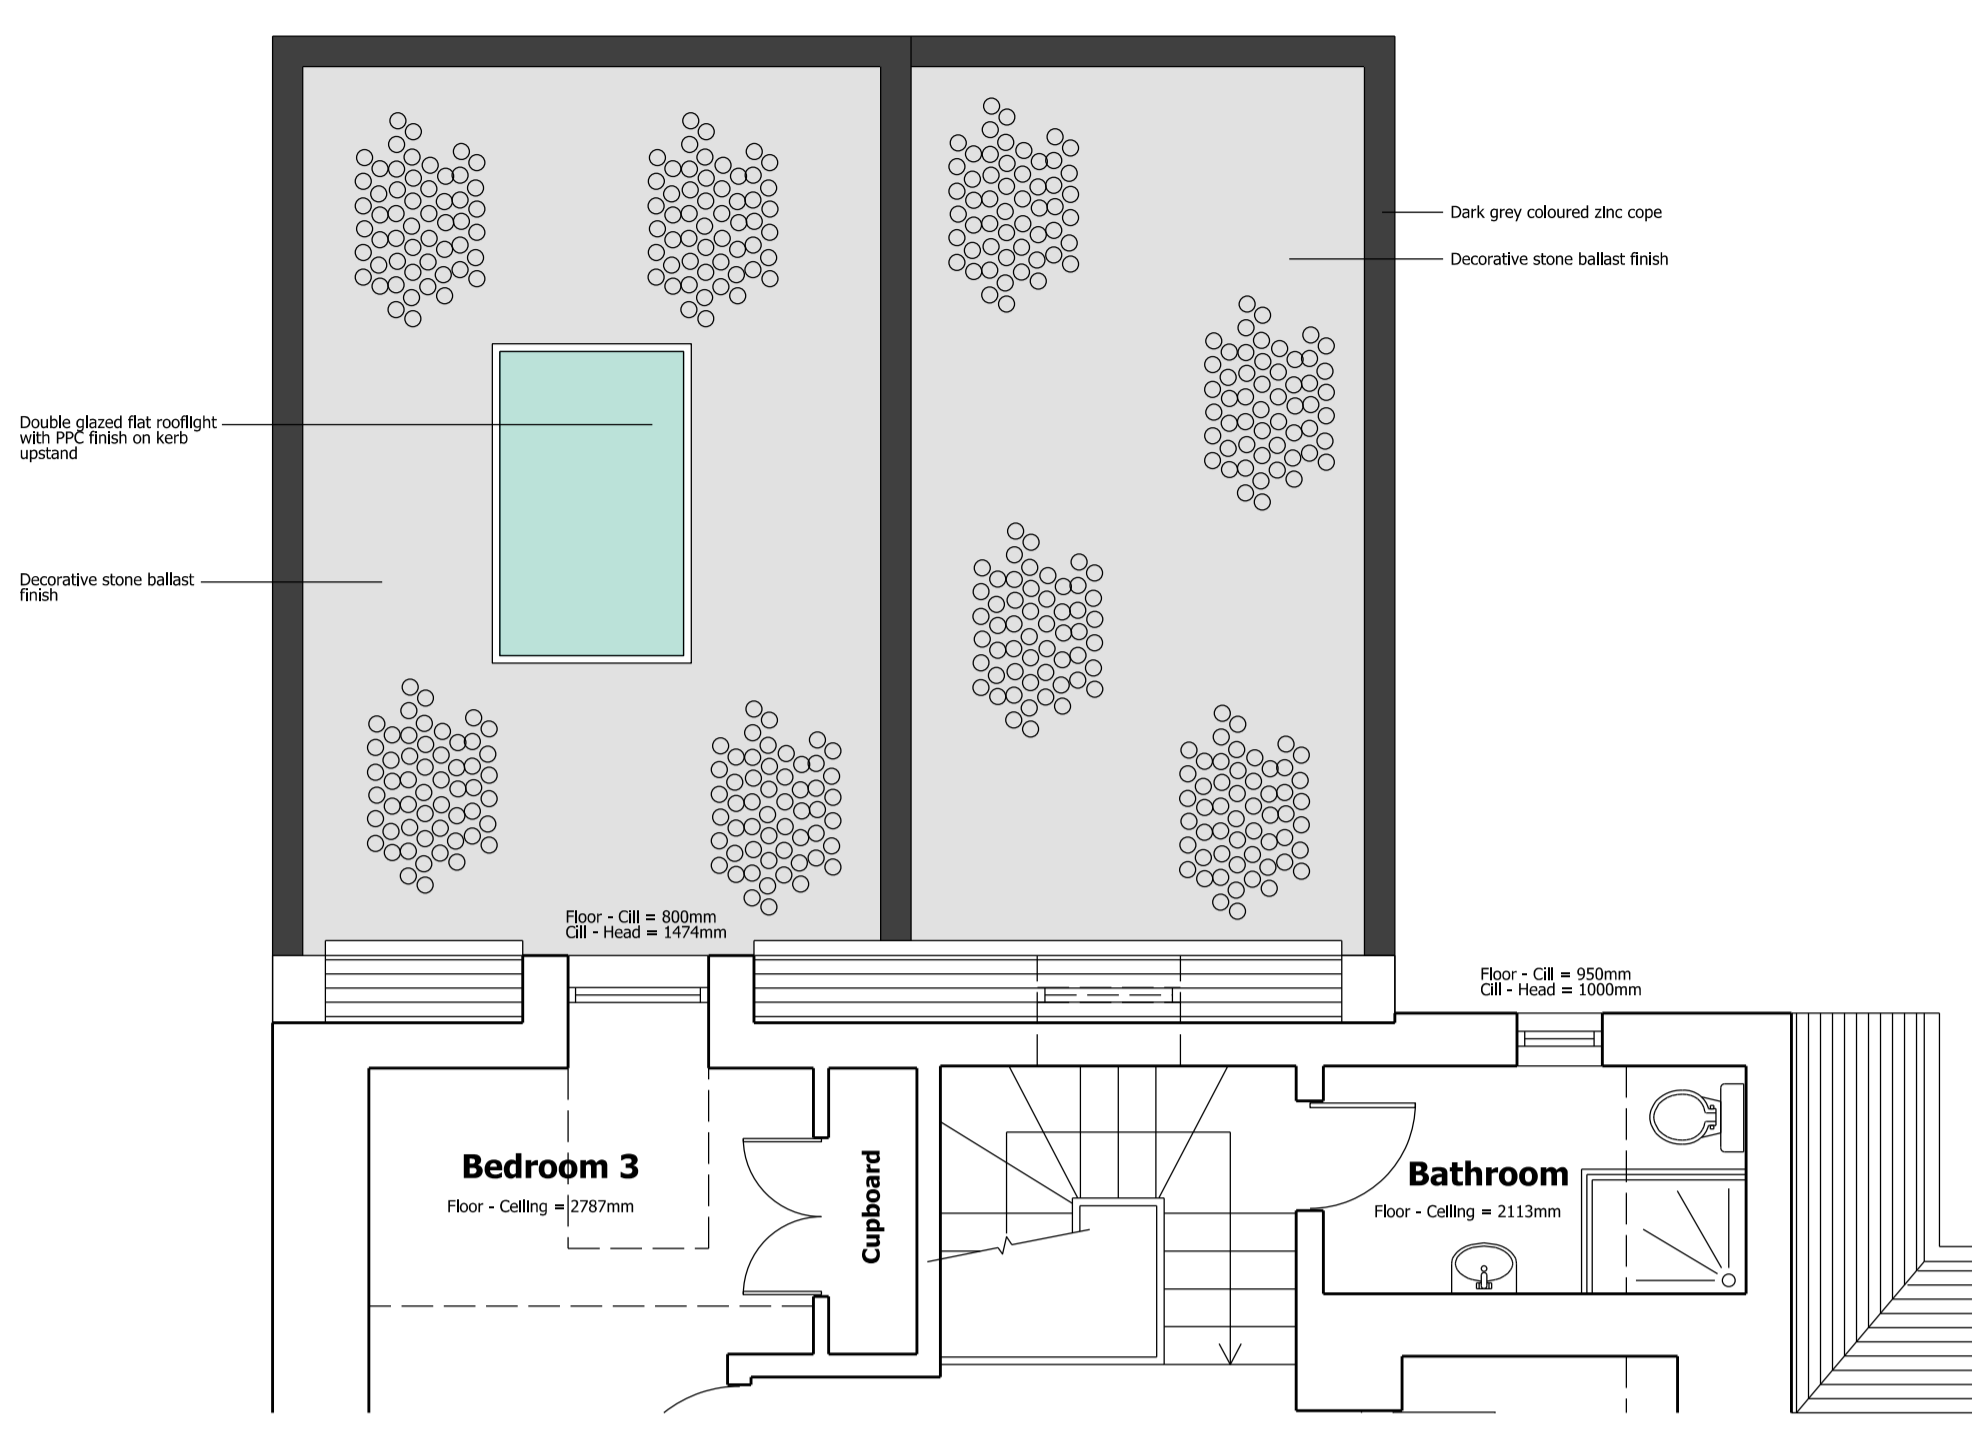 Dark grey coloured zinc cope
Decorative stone ballast finish
Double glazed flat rooflight
with PPC finish on kerb
upstand
Decorative stone ballast
finish
Floor - Cill = 800mm
Cill - Head = 1474mm
Floor - Cill = 950mm
Cill - Head = 1000mm
Bedroom 3
Floor - Ceiling = 2787mm
Cupboard
Bathroom
Floor - Ceiling = 2113mm